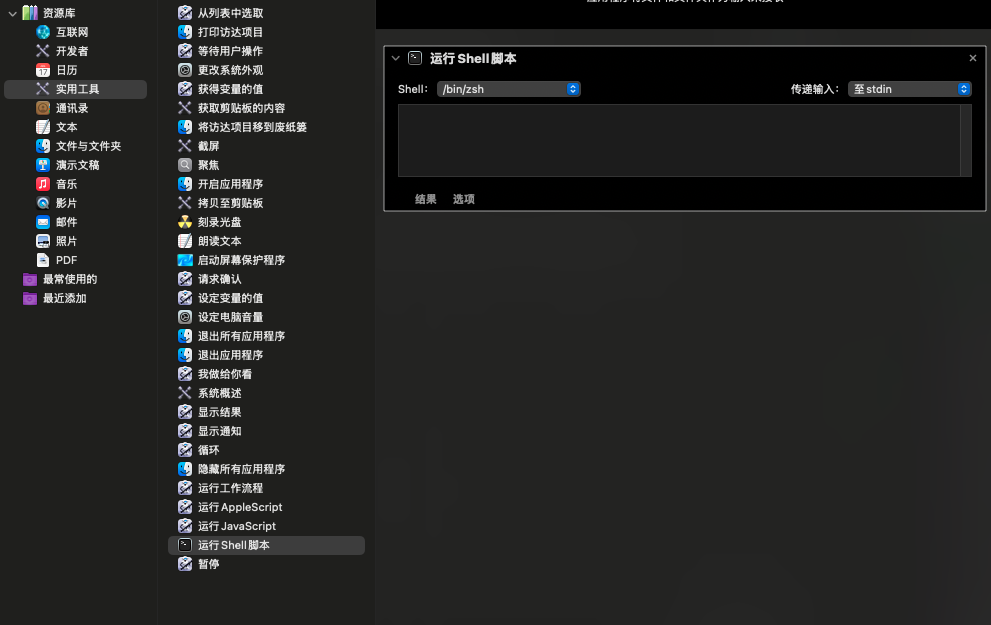 资源库
互联网
开发者
17
日历
实用工具
通讯录
文本
文件与文件夹
演示文稿
音乐
影片
邮件
照片
PDF
最常使用的
最近添加
从列表中选取
打印访达项目
等待用户操作
更改系统外观
获得变量的值
获取剪贴板的内容
将访达项目移到废纸篓
截屏
聚焦
开启应用程序
拷贝至剪贴板
刻录光盘
朗读文本
启动屏幕保护程序
请求确认
设定变量的值
设定电脑音量
退出所有应用程序
退出应用程序
我做给你看
系统概述
显示结果
显示通知
循环
隐藏所有应用程序
运行工作流程
运行 AppleScript
运行 JavaScript
运行 Shell 脚本
暂停
运行 Shell 脚本
Shell: /bin/zsh 传递输入: 至 stdin
结果 选项